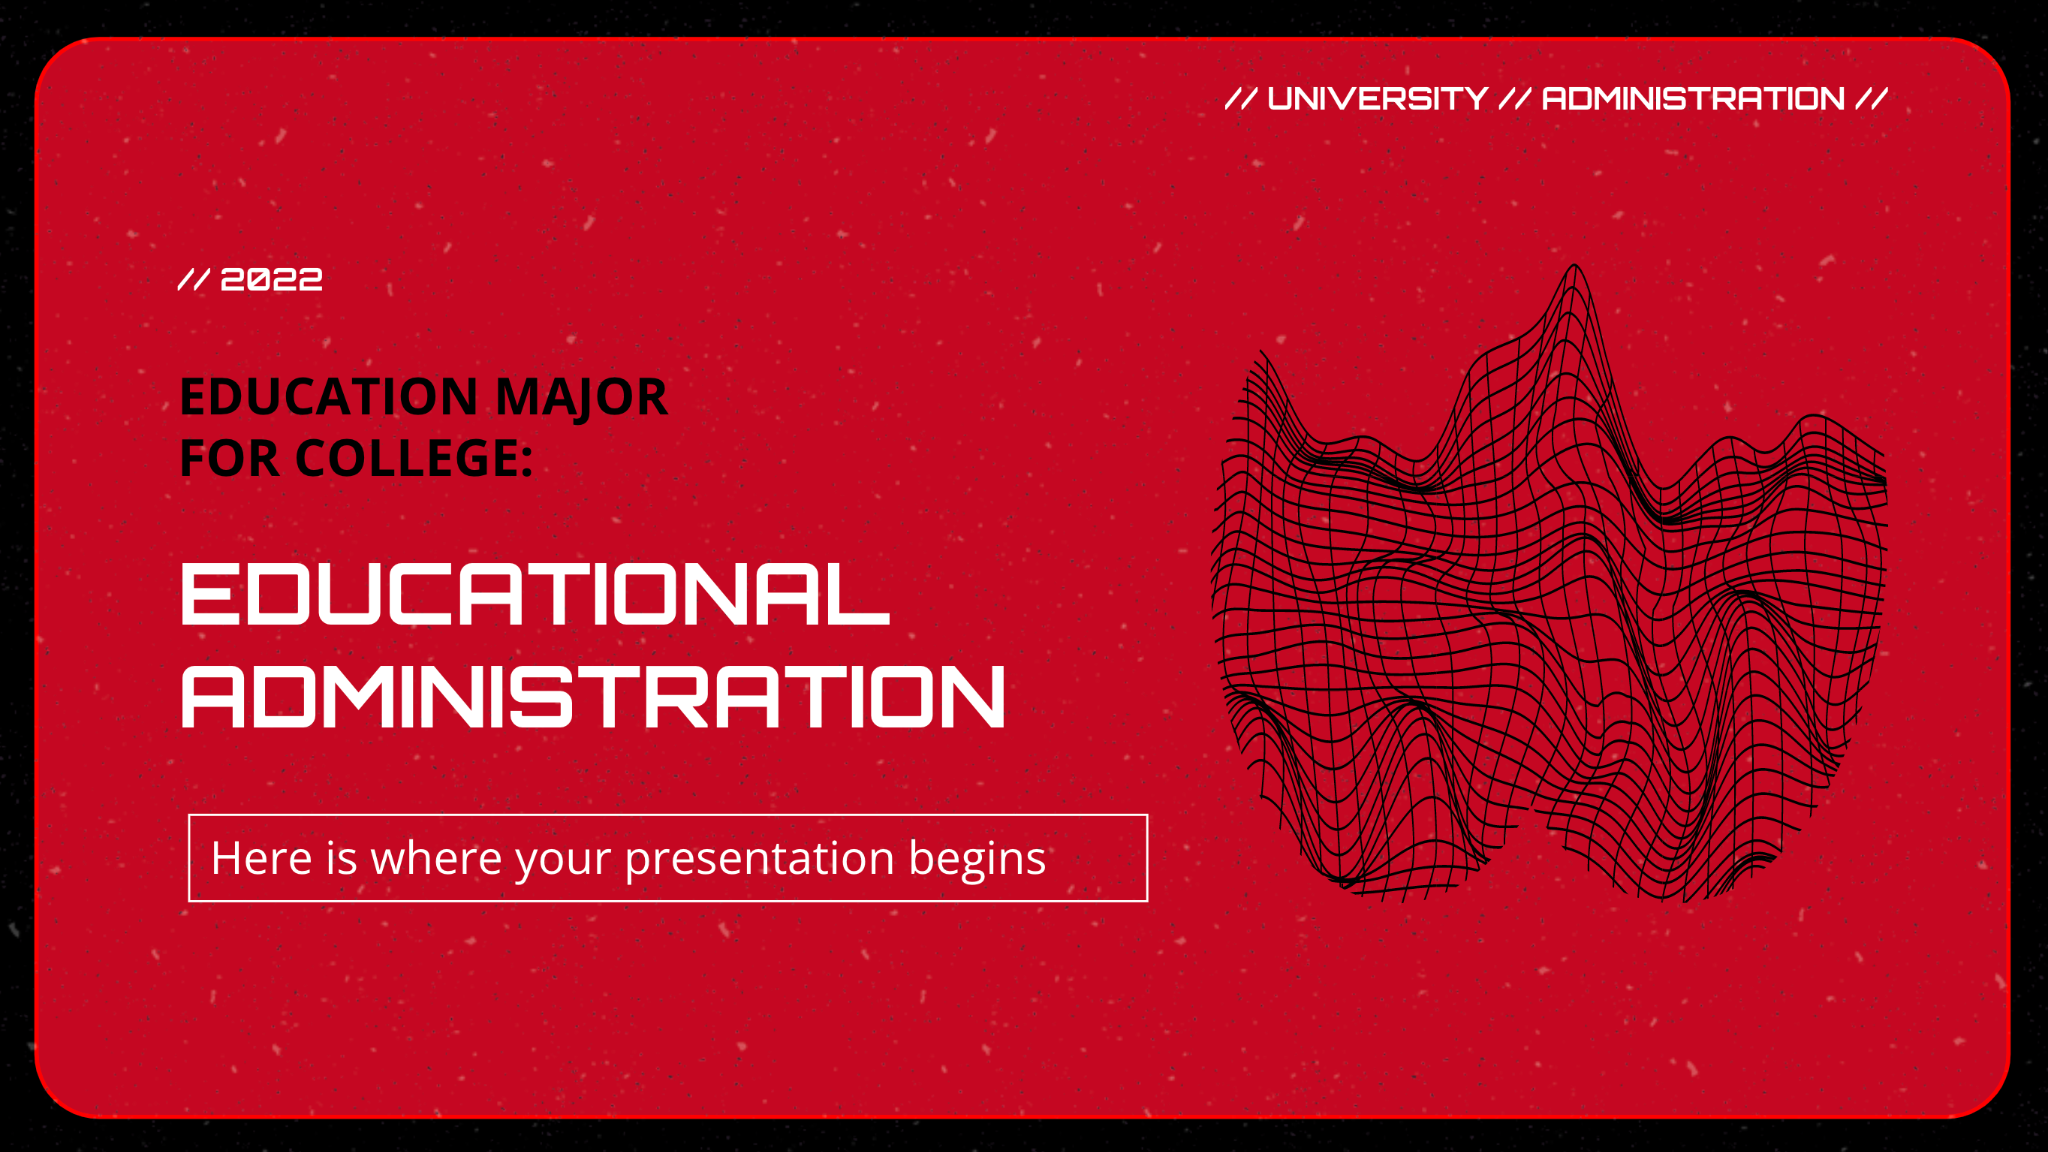 // UNIVERSITY // ADMINISTRATION //
// 2022
EDUCATION MAJOR
FOR COLLEGE:
EDUCATIONAL
ADMINISTRATION
Here is where your presentation begins